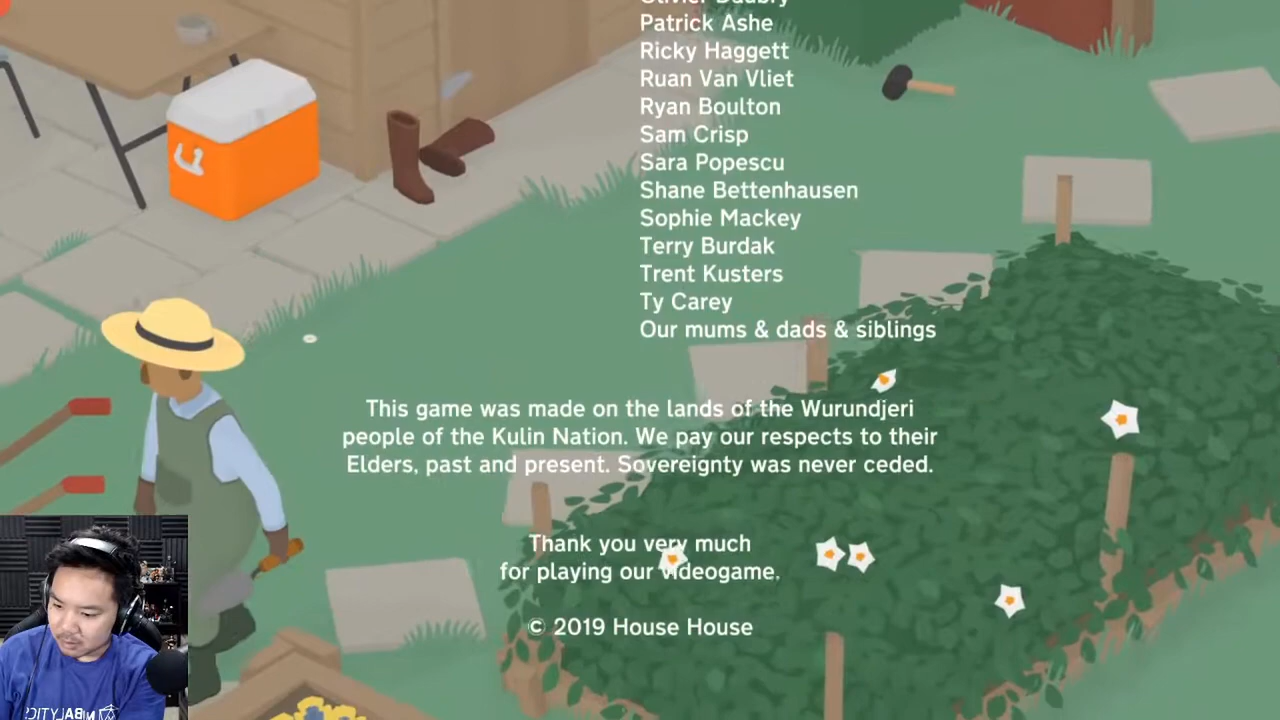 Patrick Ashe
Ricky Haggett
Ruan Van Vliet
Ryan Boulton
Sam Crisp
Sara Popescu
Shane Bettenhausen
Sophie Mackey
Terry Burdak
Trent Kusters
Ty Carey
Our mums & dads & siblings
This game was made on the lands of the Wurundjeri
people of the Kulin Nation. We pay our respects to their
Elders, past and present. Sovereignty was never ceded.
Thank you very much
for playing our videogame.
© 2019 House House